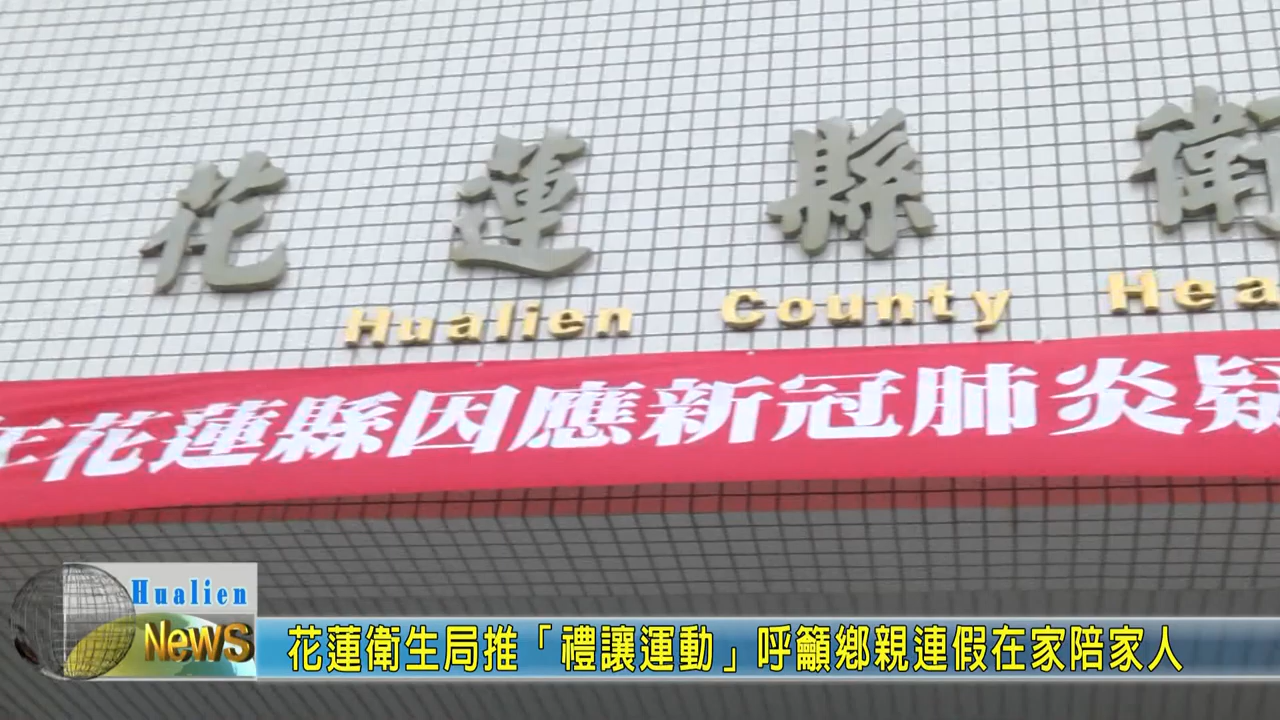 花蓮縣衛
Hualien County Hea
年花蓮縣因應新冠肺炎疑
Hualien
News
花蓮衛生局推「禮讓運動」呼籲鄉親連假在家陪家人